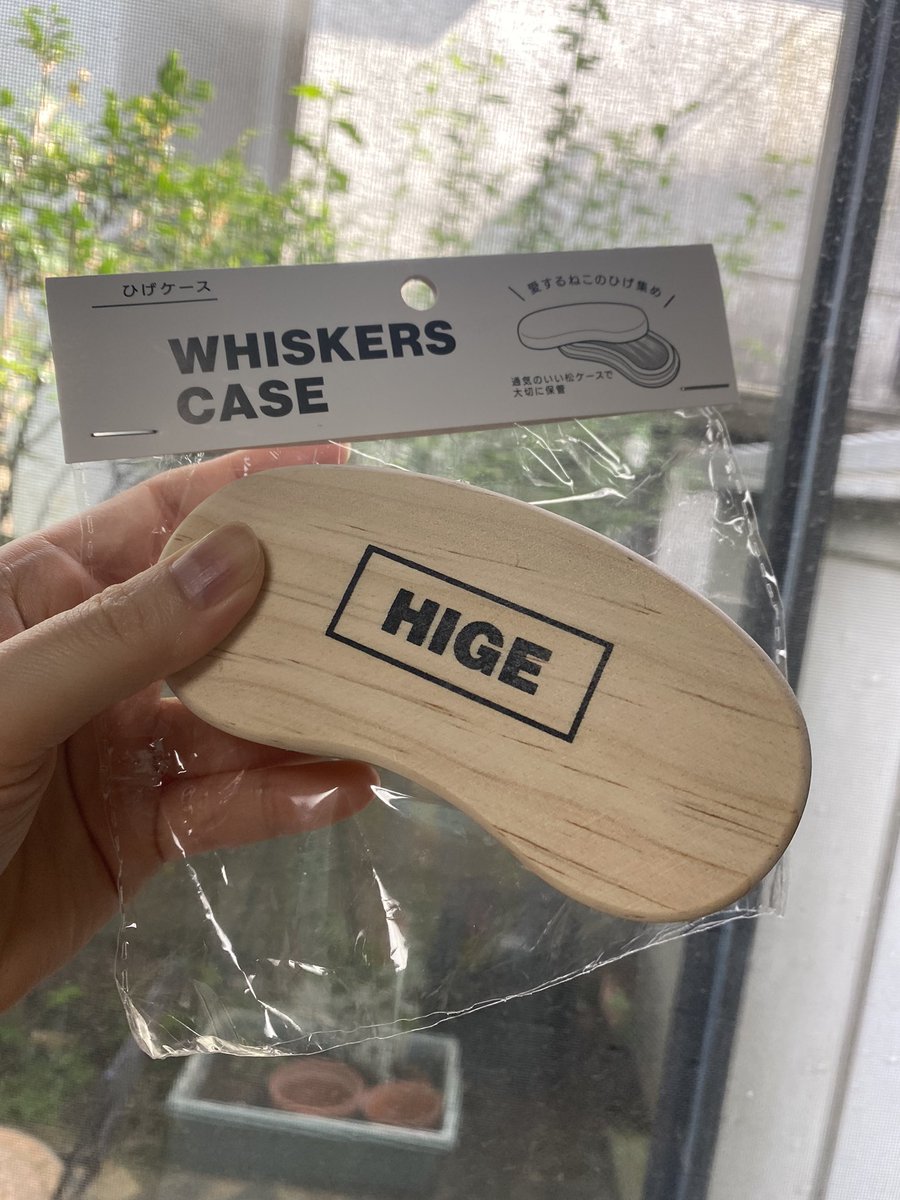 ひげケース
WHISKERS
CASE
愛するねこのひげ集め
通気のいい松ケースで
大切に保管
HIGE